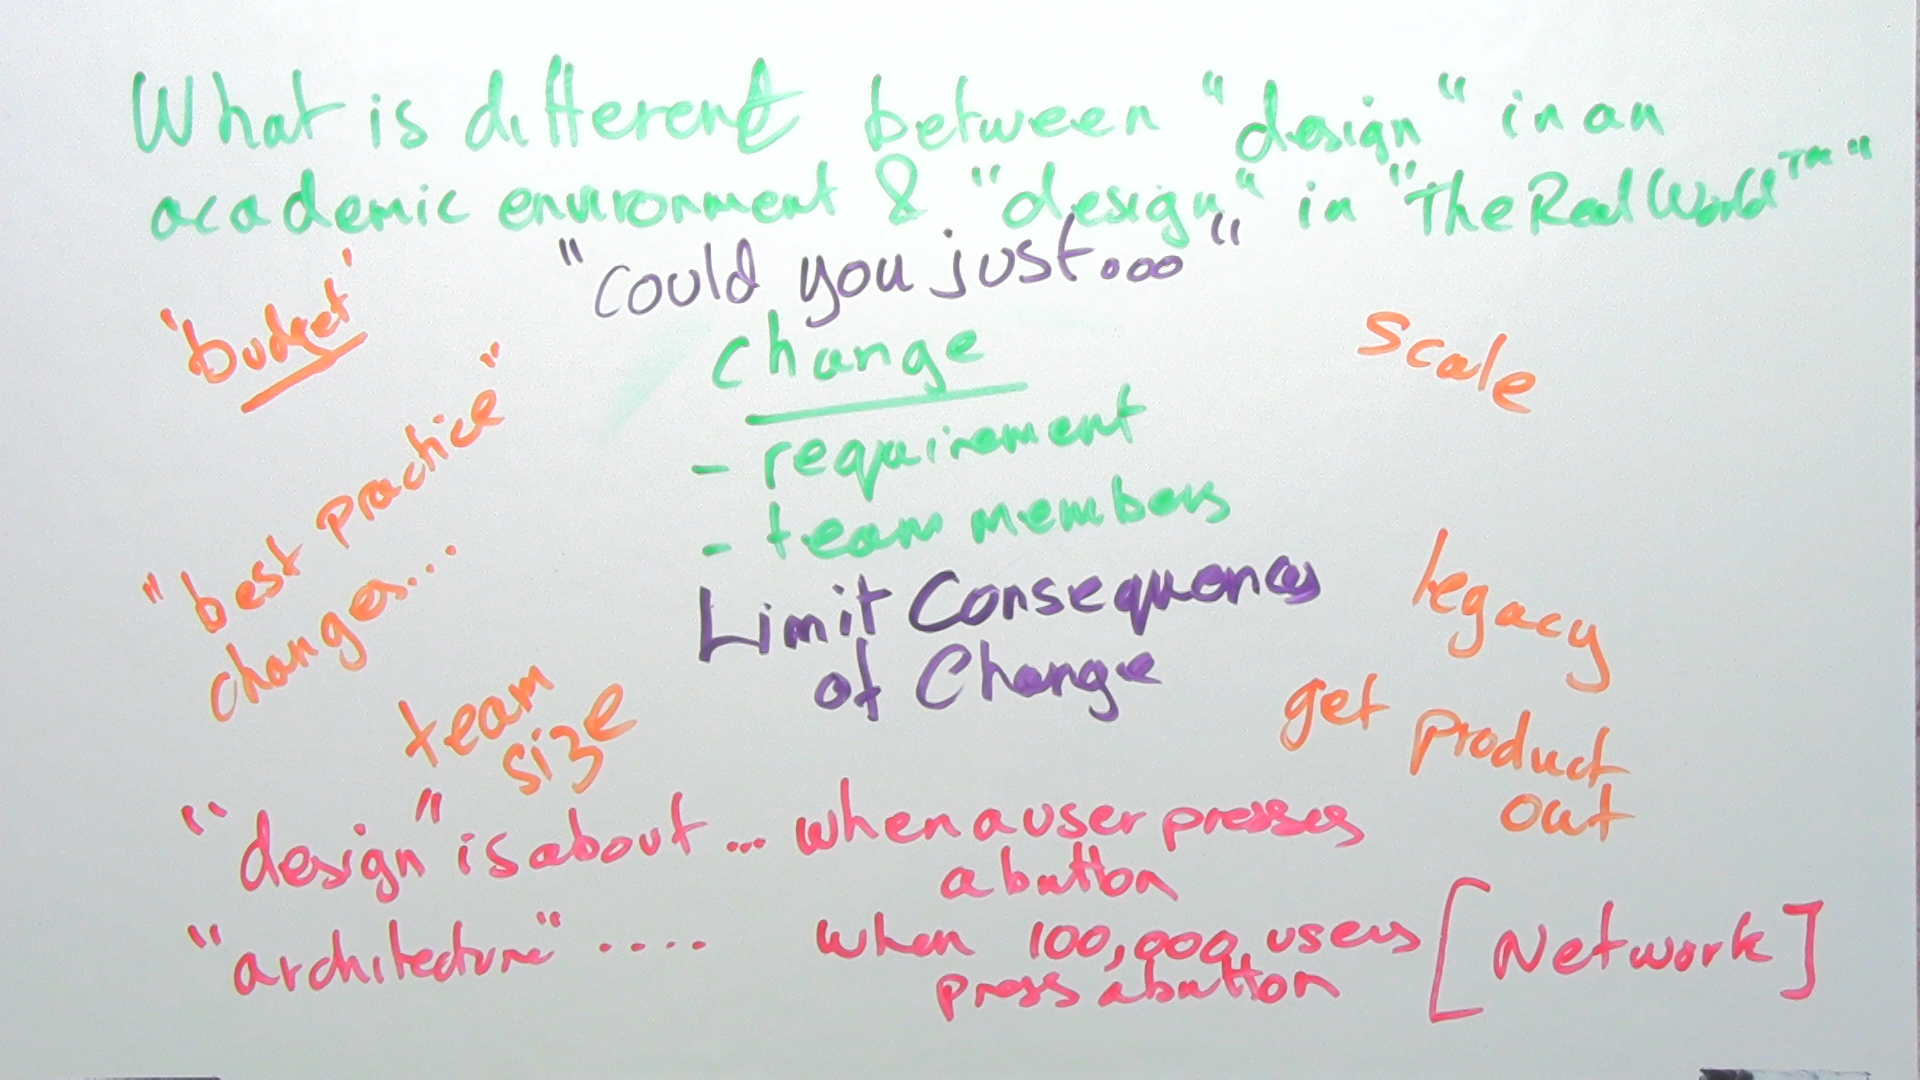 What is different between "design" in an
academic environment & "design" in "The Real World™"
"could you just..."
'budget'
change
scale
- requirement
"best practice"
changes...
- team members
Limit Consequences
of Change
legacy
team
size
get product
out
"design" is about ... when a user presses
a button
"architecture" .... when 100,000 users [Network]
press a button